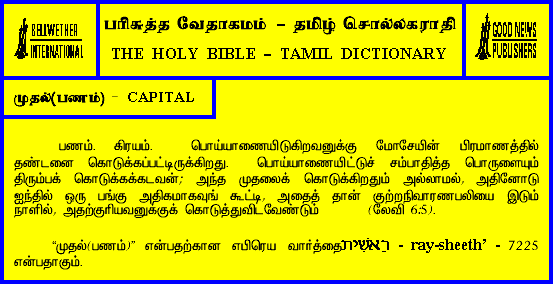 BELLWETHER
INTERNATIONAL
பரிசுத்த வேதாகமம் – தமிழ் சொல்லகராதி
THE HOLY BIBLE – TAMIL DICTIONARY
GOOD NEWS
PUBLISHERS
முதல்(பணம்) – CAPITAL
பணம். கிரயம். பொய்யாணையிடுகிறவனுக்கு மோசேயின் பிரமாணத்தில்
தண்டனை கொடுக்கப்பட்டிருக்கிறது. பொய்யாணையிட்டுச் சம்பாதித்த பொருளையும்
திரும்பக் கொடுக்கக்கடவன்; அந்த முதலைக் கொடுக்கிறதும் அல்லாமல், அதினோடு
ஐந்தில் ஒரு பங்கு அதிகமாகவுங் கூட்டி, அதைத் தான் குற்றநிவாரணபலியை இடும்
நாளில், அதற்குரியவனுக்குக் கொடுத்துவிடவேண்டும் (லேவி 6:5).
“முதல்(பணம்)” என்பதற்கான எபிரெய வார்த்தை רֵאשִׁית - ray-sheeth’ - 7225
என்பதாகும்.